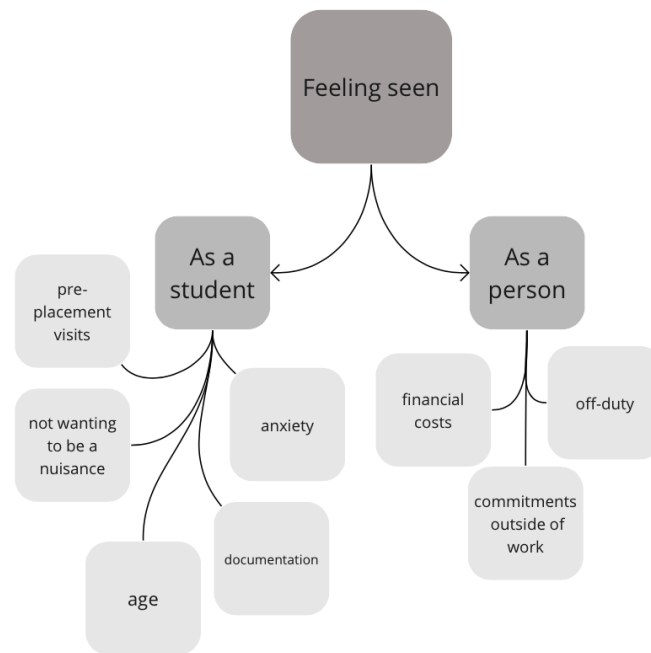 Feeling seen
As a
student
As a
person
pre-
placement
visits
not wanting
to be a
nuisance
age
anxiety
documentation
financial
costs
off-duty
commitments
outside of
work